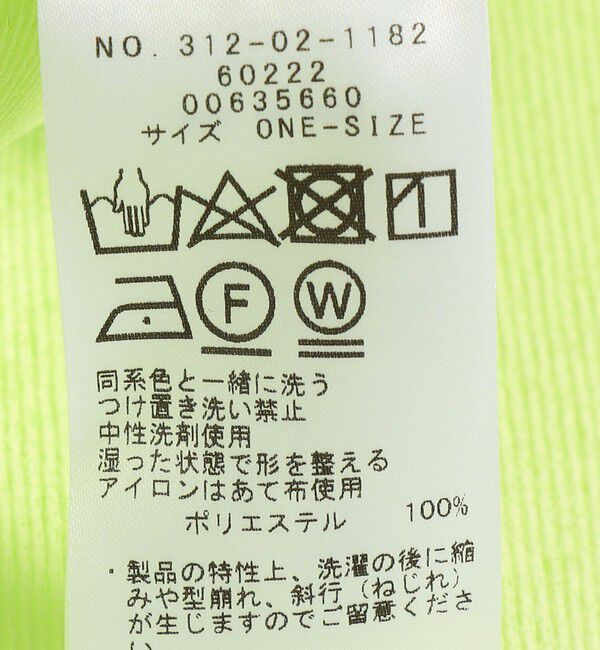 NO. 312-02-1182
60222
00635660
サイズ ONE-SIZE
F W
同系色と一緒に洗う
つけ置き洗い禁止
中性洗剤使用
湿った状態で形を整える
アイロンはあて布使用
ポリエステル 100%
・製品の特性上、洗濯の後に縮
みや型崩れ、斜行(ねじれ)
が生じますのでご留意くださ
い